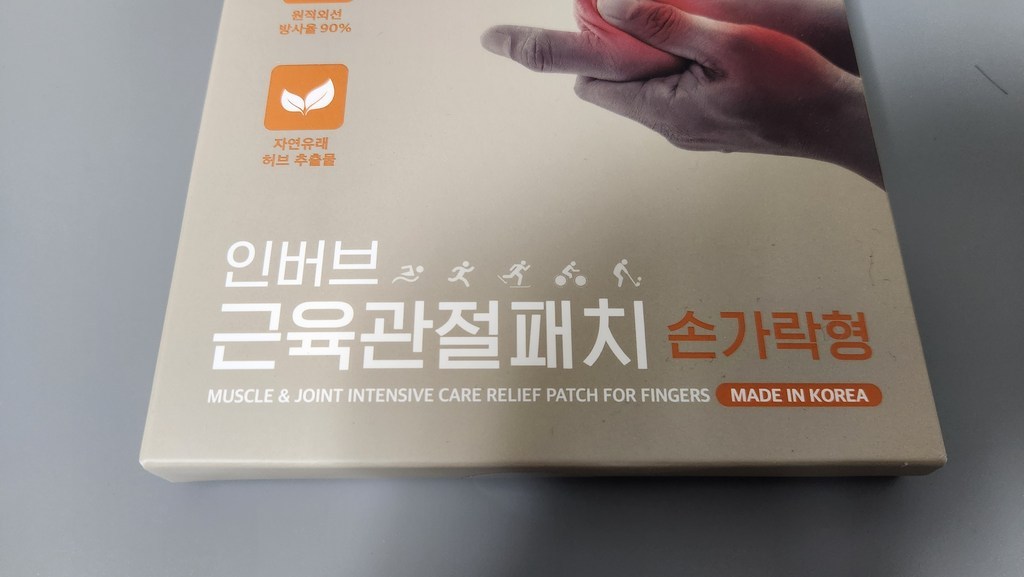 원적외선
방사율 90%
자연유래
허브 추출물
인버브
근육관절패치 손가락형
MUSCLE & JOINT INTENSIVE CARE RELIEF PATCH FOR FINGERS MADE IN KOREA